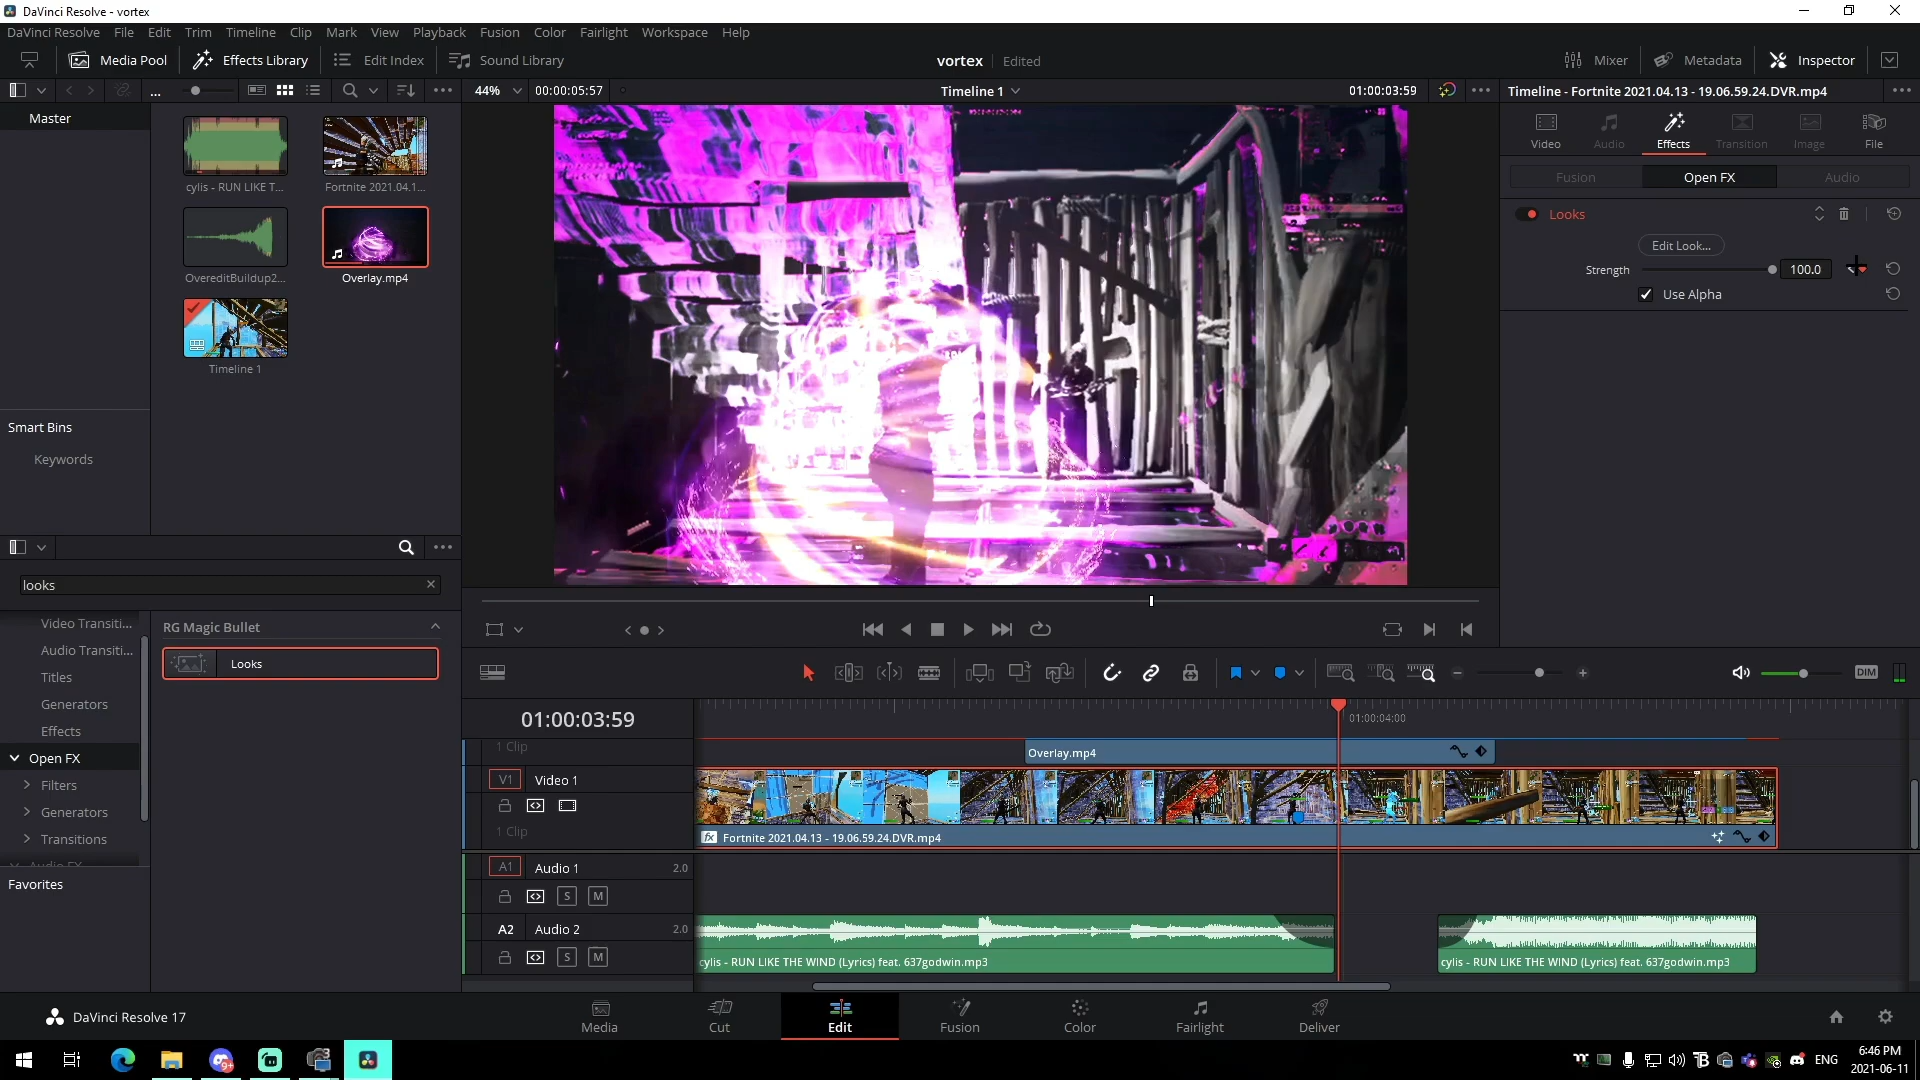 DaVinci Resolve - vortex
DaVinci Resolve File Edit Trim Timeline Clip Mark View Playback Fusion Color Fairlight Workspace Help
Media Pool Effects Library Edit Index Sound Library vortex Edited Mixer Metadata Inspector
... 44% 00:00:05:57 Timeline 1 01:00:03:59 Timeline - Fortnite 2021.04.13 - 19.06.59.24.DVR.mp4
Master
Video Audio Effects Transition Image File
Fusion Open FX Audio
cylis - RUN LIKE T... Fortnite 2021.04.1...
Looks
Edit Look...
Strength 100.0
OvereditBuildup2... Overlay.mp4
Use Alpha
Timeline 1
Smart Bins
Keywords
looks
Video Transiti... RG Magic Bullet
Audio Transiti... Looks
Titles
Generators
Effects
Open FX
Filters
Generators
Transitions
Audio FX
Favorites
DIM
01:00:03:59 01:00:04:00
1 Clip Overlay.mp4
V1 Video 1
1 Clip fx Fortnite 2021.04.13 - 19.06.59.24.DVR.mp4
A1 Audio 1 2.0
S M
A2 Audio 2 2.0
S M cylis - RUN LIKE THE WIND (Lyrics) feat. 637godwin.mp3 cylis - RUN LIKE THE WIND (Lyrics) feat. 637godwin.mp3
DaVinci Resolve 17 Media Cut Edit Fusion Color Fairlight Deliver
9+ 3 ENG 6:46 PM
2021-06-11